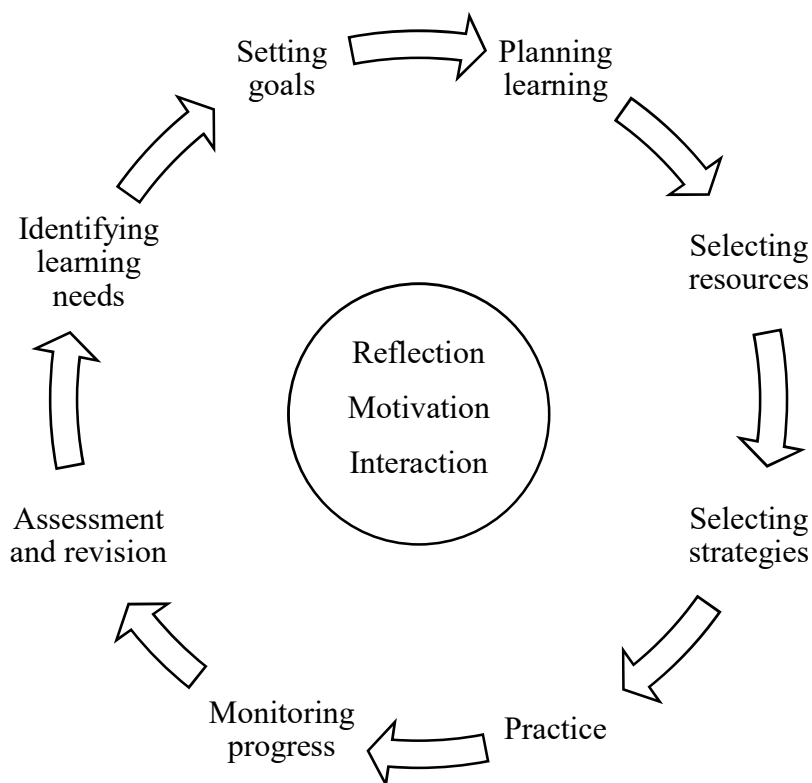 Setting
goals
Planning
learning
Selecting
resources
Selecting
strategies
Practice
Monitoring
progress
Assessment
and revision
Identifying
learning
needs
Reflection
Motivation
Interaction